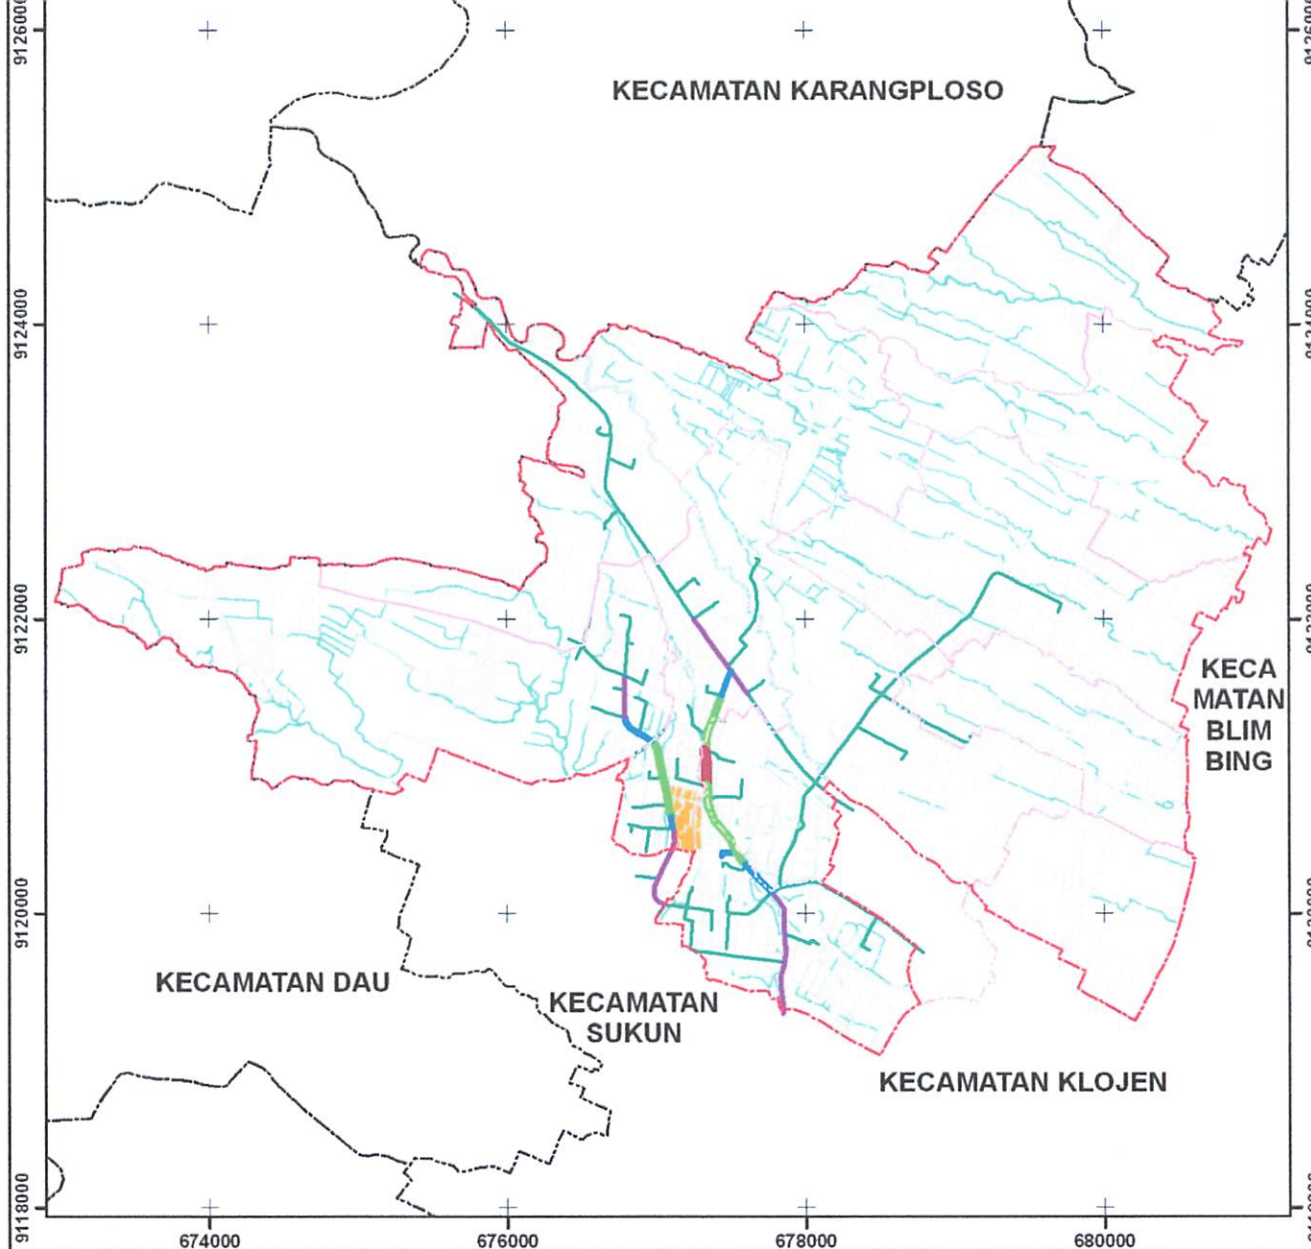 9126000
KECAMATAN KARANGPLOSO
9124000
9122000
KECA
MATAN
BLIM
BING
9120000
KECAMATAN DAU
KECAMATAN
SUKUN
KECAMATAN KLOJEN
9118000
674000
676000
678000
680000